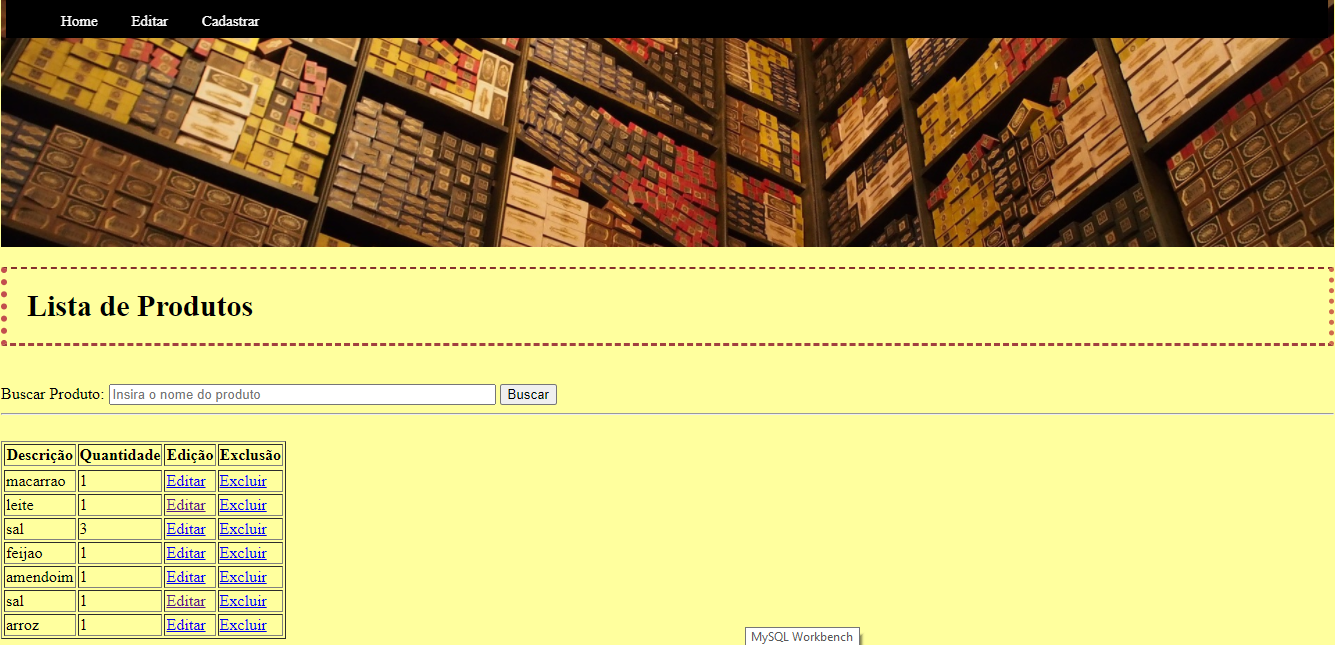 Home Editar Cadastrar
Lista de Produtos
Buscar Produto: Insira o nome do produto Buscar
Descrição Quantidade Edição Exclusão
macarrao 1 Editar Excluir
leite 1 Editar Excluir
sal 3 Editar Excluir
feijao 1 Editar Excluir
amendoim 1 Editar Excluir
sal 1 Editar Excluir
arroz 1 Editar Excluir
MySQL Workbench